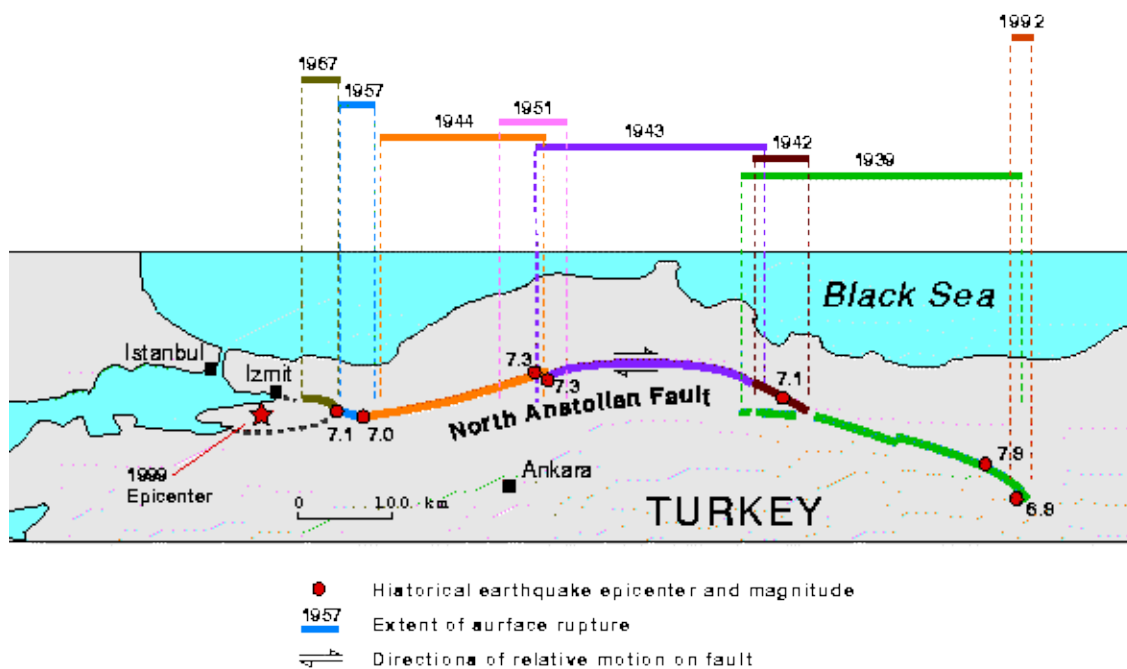 1992
1967
1957
1951
1944
1943
1942
1939
Black Sea
Istanbul
Izmit
7.3
7.3
7.1
North Anatolian Fault
7.1
7.0
7.9
1999
Epicenter
Ankara
0 100 km
TURKEY
6.8
Historical earthquake epicenter and magnitude
1957
Extent of surface rupture
Directions of relative motion on fault